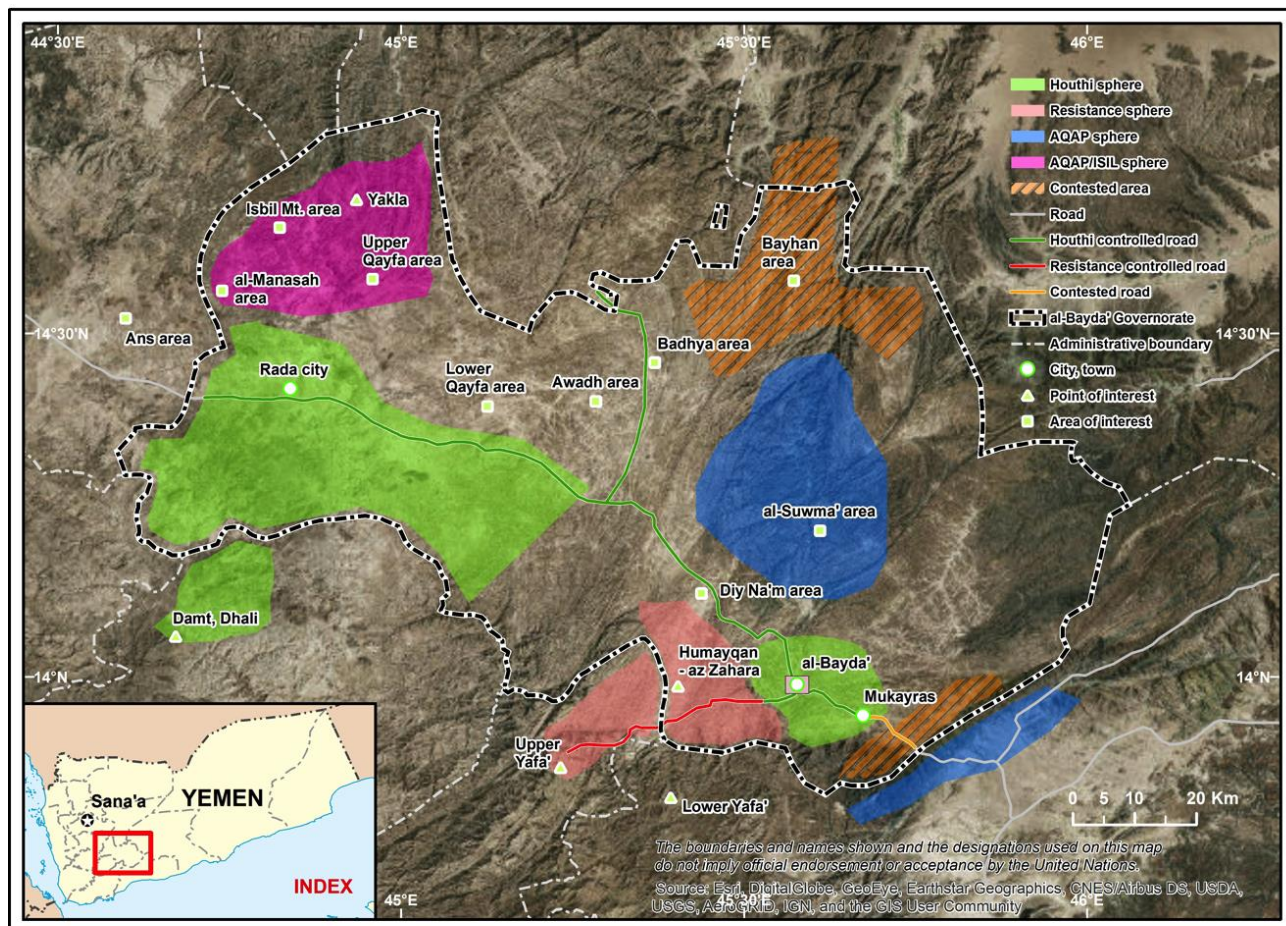 44°30'E
45°E
45°30'E
46°E
Houthi sphere
Resistance sphere
AQAP sphere
AQAP/ISIL sphere
Contested area
Road
Houthi controlled road
Resistance controlled road
Contested road
al-Bayda' Governorate
Administrative boundary
City, town
Point of interest
Area of interest
Yakla
Isbil Mt. area
Upper
Qayfa area
al-Manasah
area
Bayhan
area
Ans area
14°30'N
14°30'N
Badhya area
Rada city
Lower
Qayfa area
Awadh area
al-Suwma' area
Diy Na'm area
Damt, Dhali
Humayqan
- az Zahara
al-Bayda'
14°N
Mukayras
Upper
Yafa'
Lower Yafa'
Sana'a
YEMEN
INDEX
0 5 10 20 Km
The boundaries and names shown and the designations used on this map
do not imply official endorsement or acceptance by the United Nations.
Source: Esri, DigitalGlobe, GeoEye, Earthstar Geographics, CNES/Airbus DS, USDA,
USGS, AeroGRID, IGN, and the GIS User Community
45°E
45°30'E
46°E